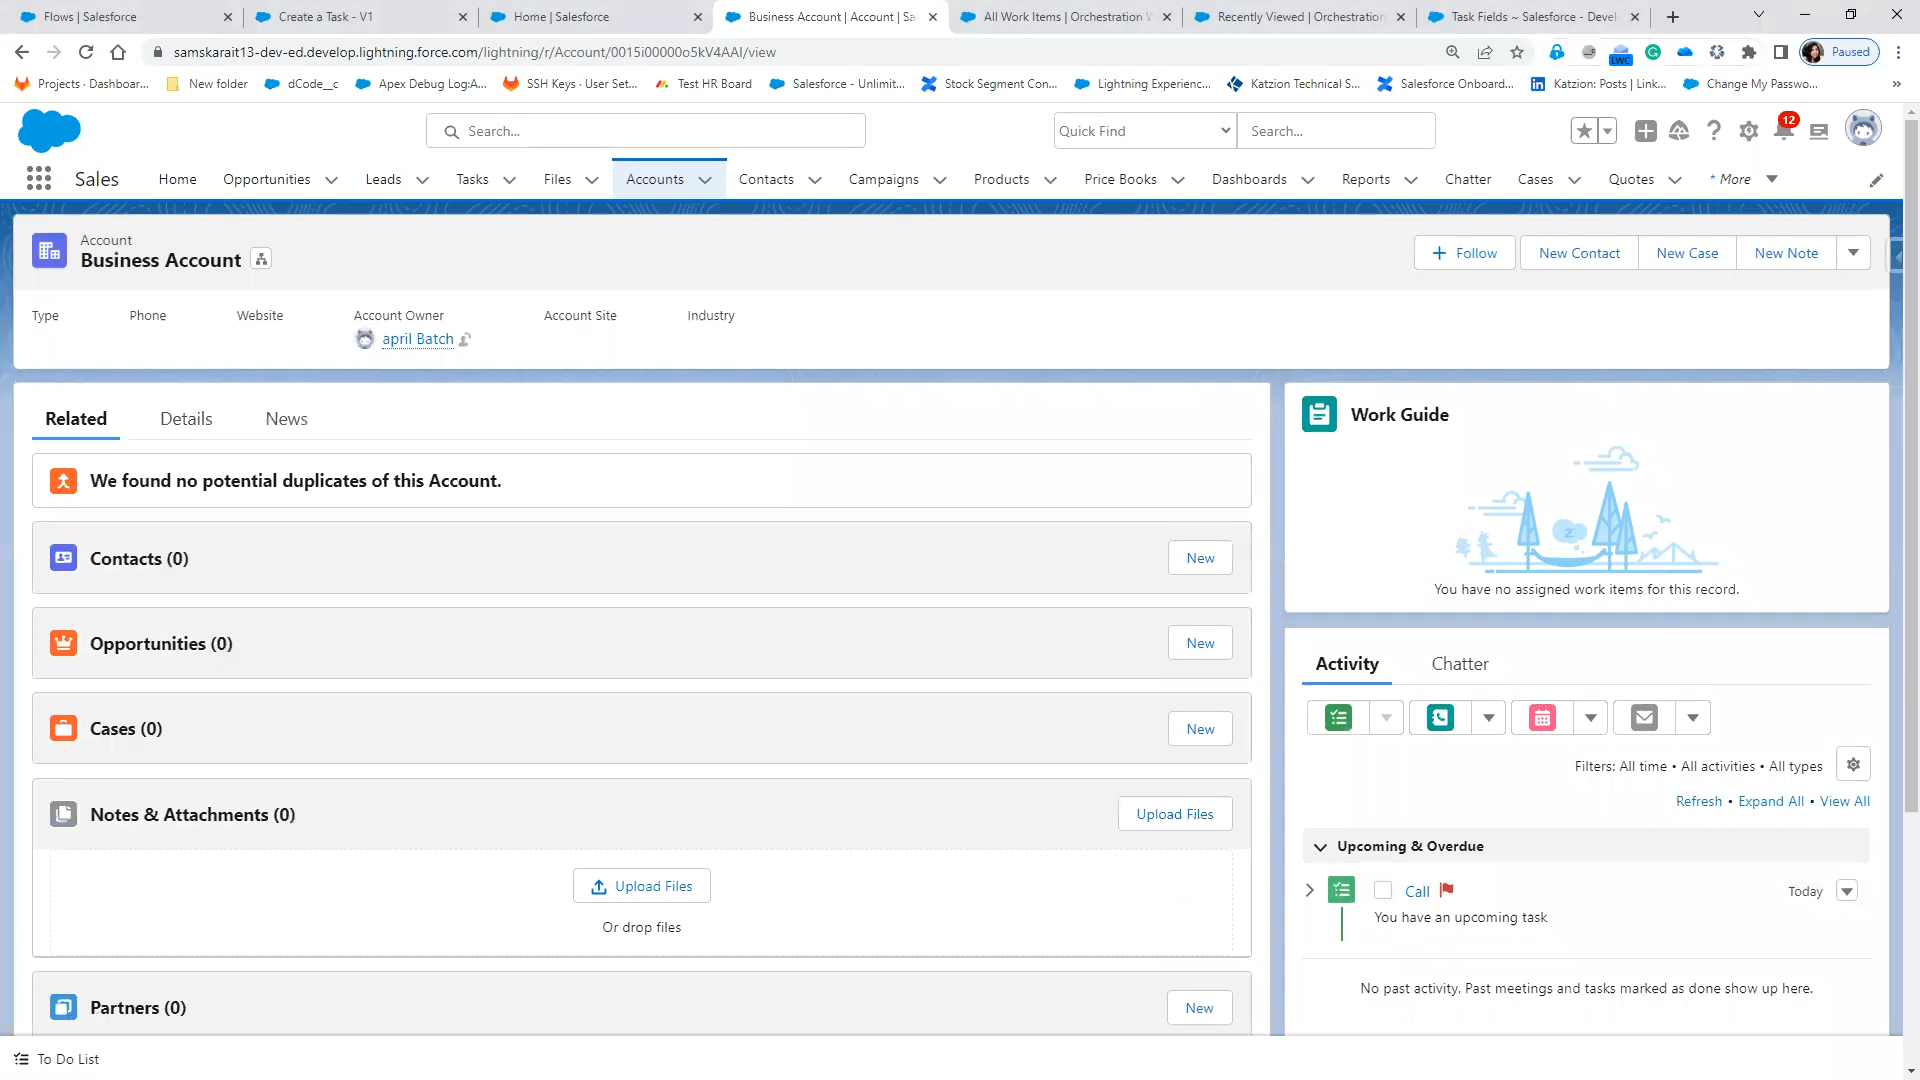 Flows | Salesforce
Create a Task - V1
Home | Salesforce
Business Account | Account | Sa
All Work Items | Orchestration W
Recently Viewed | Orchestration
Task Fields ~ Salesforce - Devel
samskarait13-dev-ed.develop.lightning.force.com/lightning/r/Account/0015i00000o5kV4AAI/view
LWC
Paused
Projects · Dashboar...
New folder
dCode__c
Apex Debug Log:A...
SSH Keys · User Set...
Test HR Board
Salesforce - Unlimit...
Stock Segment Con...
Lightning Experienc...
Katzion Technical S...
Salesforce Onboard...
Katzion: Posts | Link...
Change My Passwo...
»
Search...
Quick Find
Search...
12
Sales
Home
Opportunities
Leads
Tasks
Files
Accounts
Contacts
Campaigns
Products
Price Books
Dashboards
Reports
Chatter
Cases
Quotes
* More
Account
Business Account
Follow
New Contact
New Case
New Note
Type
Phone
Website
Account Owner
Account Site
Industry
april Batch
Related
Details
News
We found no potential duplicates of this Account.
Contacts (0)
New
Opportunities (0)
New
Cases (0)
New
Notes & Attachments (0)
Upload Files
Upload Files
Or drop files
Partners (0)
New
Work Guide
z
You have no assigned work items for this record.
Activity
Chatter
Filters: All time • All activities • All types
Refresh • Expand All • View All
Upcoming & Overdue
Call
Today
You have an upcoming task
No past activity. Past meetings and tasks marked as done show up here.
To Do List